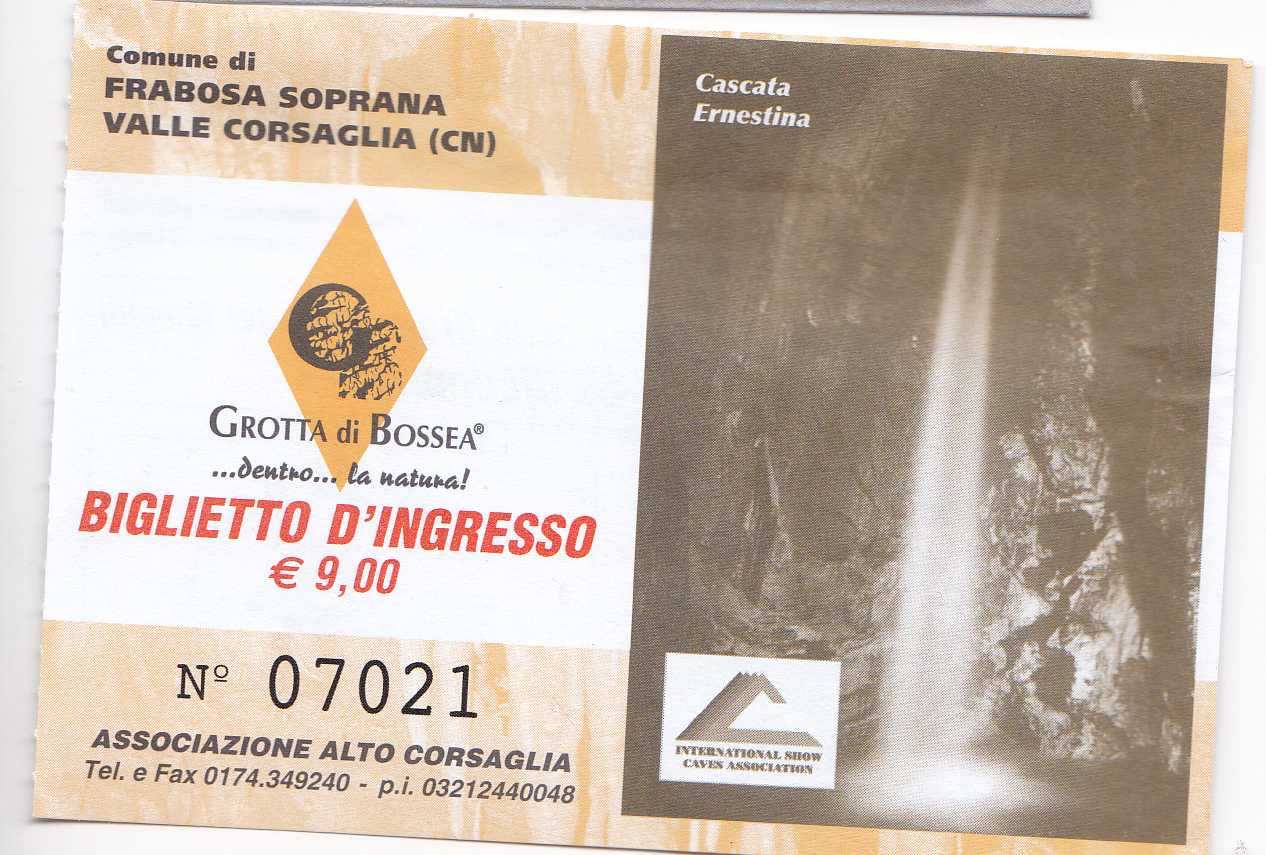 Comune di
FRABOSA SOPRANA
VALLE CORSAGLIA (CN)
GROTTA di BOSSEA®
...dentro... la natura!
BIGLIETTO D'INGRESSO
€ 9,00
Nº 07021
ASSOCIAZIONE ALTO CORSAGLIA
Tel. e Fax 0174.349240 - p.i. 03212440048
Cascata
Ernestina
INTERNATIONAL SHOW
CAVES ASSOCIATION